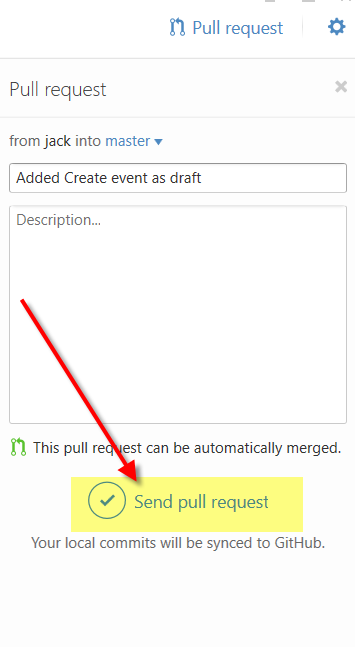 Pull request
Pull request
from jack into master
Added Create event as draft
Description...
This pull request can be automatically merged.
Send pull request
Your local commits will be synced to GitHub.